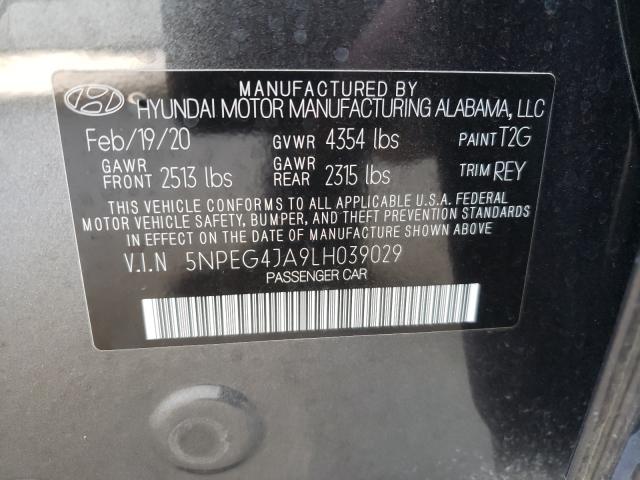 MANUFACTURED BY
HYUNDAI MOTOR MANUFACTURING ALABAMA, LLC
Feb/19/20 GVWR 4354 lbs PAINT T2G
GAWR FRONT 2513 lbs GAWR REAR 2315 lbs TRIM REY
THIS VEHICLE CONFORMS TO ALL APPLICABLE U.S.A. FEDERAL
MOTOR VEHICLE SAFETY, BUMPER, AND THEFT PREVENTION
STANDARDS IN EFFECT ON THE DATE OF MANUFACTURE SHOWN ABOVE.
V.I.N 5NPEG4JA9LH039029
PASSENGER CAR